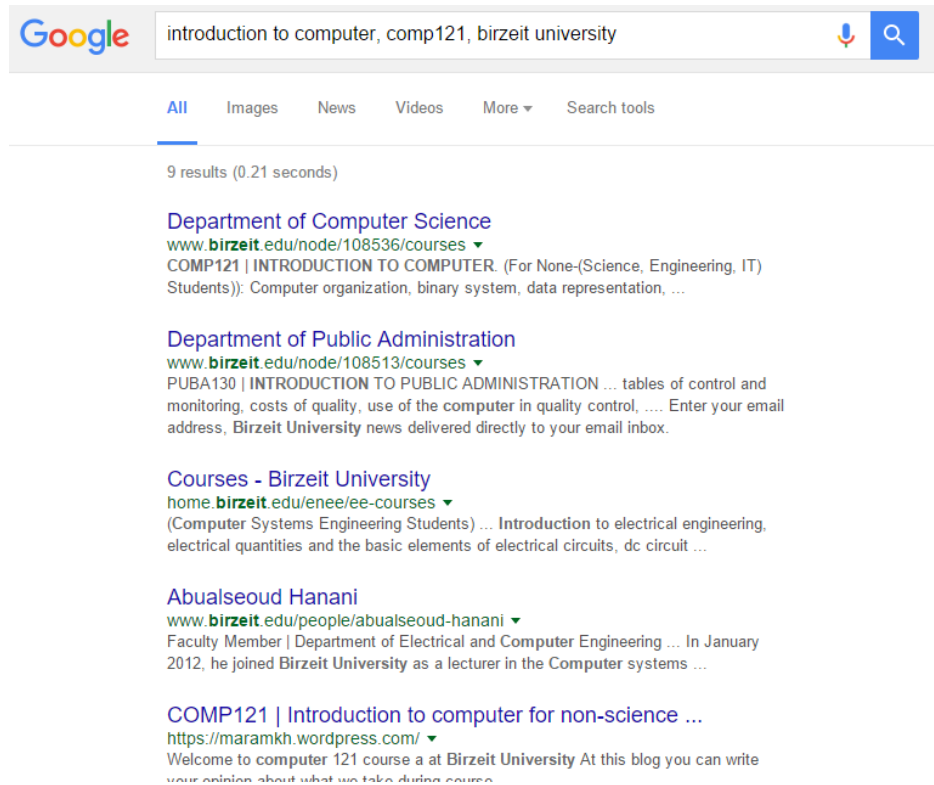 Google
introduction to computer, comp121, birzeit university
All Images News Videos More Search tools
9 results (0.21 seconds)
Department of Computer Science
www.birzeit.edu/node/108536/courses
COMP121 | INTRODUCTION TO COMPUTER. (For None-(Science, Engineering, IT)
Students)): Computer organization, binary system, data representation, ...
Department of Public Administration
www.birzeit.edu/node/108513/courses
PUBA130 | INTRODUCTION TO PUBLIC ADMINISTRATION ... tables of control and
monitoring, costs of quality, use of the computer in quality control, .... Enter your email
address, Birzeit University news delivered directly to your email inbox.
Courses - Birzeit University
home.birzeit.edu/enee/ee-courses
(Computer Systems Engineering Students) ... Introduction to electrical engineering,
electrical quantities and the basic elements of electrical circuits, dc circuit ...
Abualseoud Hanani
www.birzeit.edu/people/abualseoud-hanani
Faculty Member | Department of Electrical and Computer Engineering ... In January
2012, he joined Birzeit University as a lecturer in the Computer systems ...
COMP121 | Introduction to computer for non-science ...
https://maramkh.wordpress.com/
Welcome to computer 121 course a at Birzeit University At this blog you can write
your opinion about what we take during course